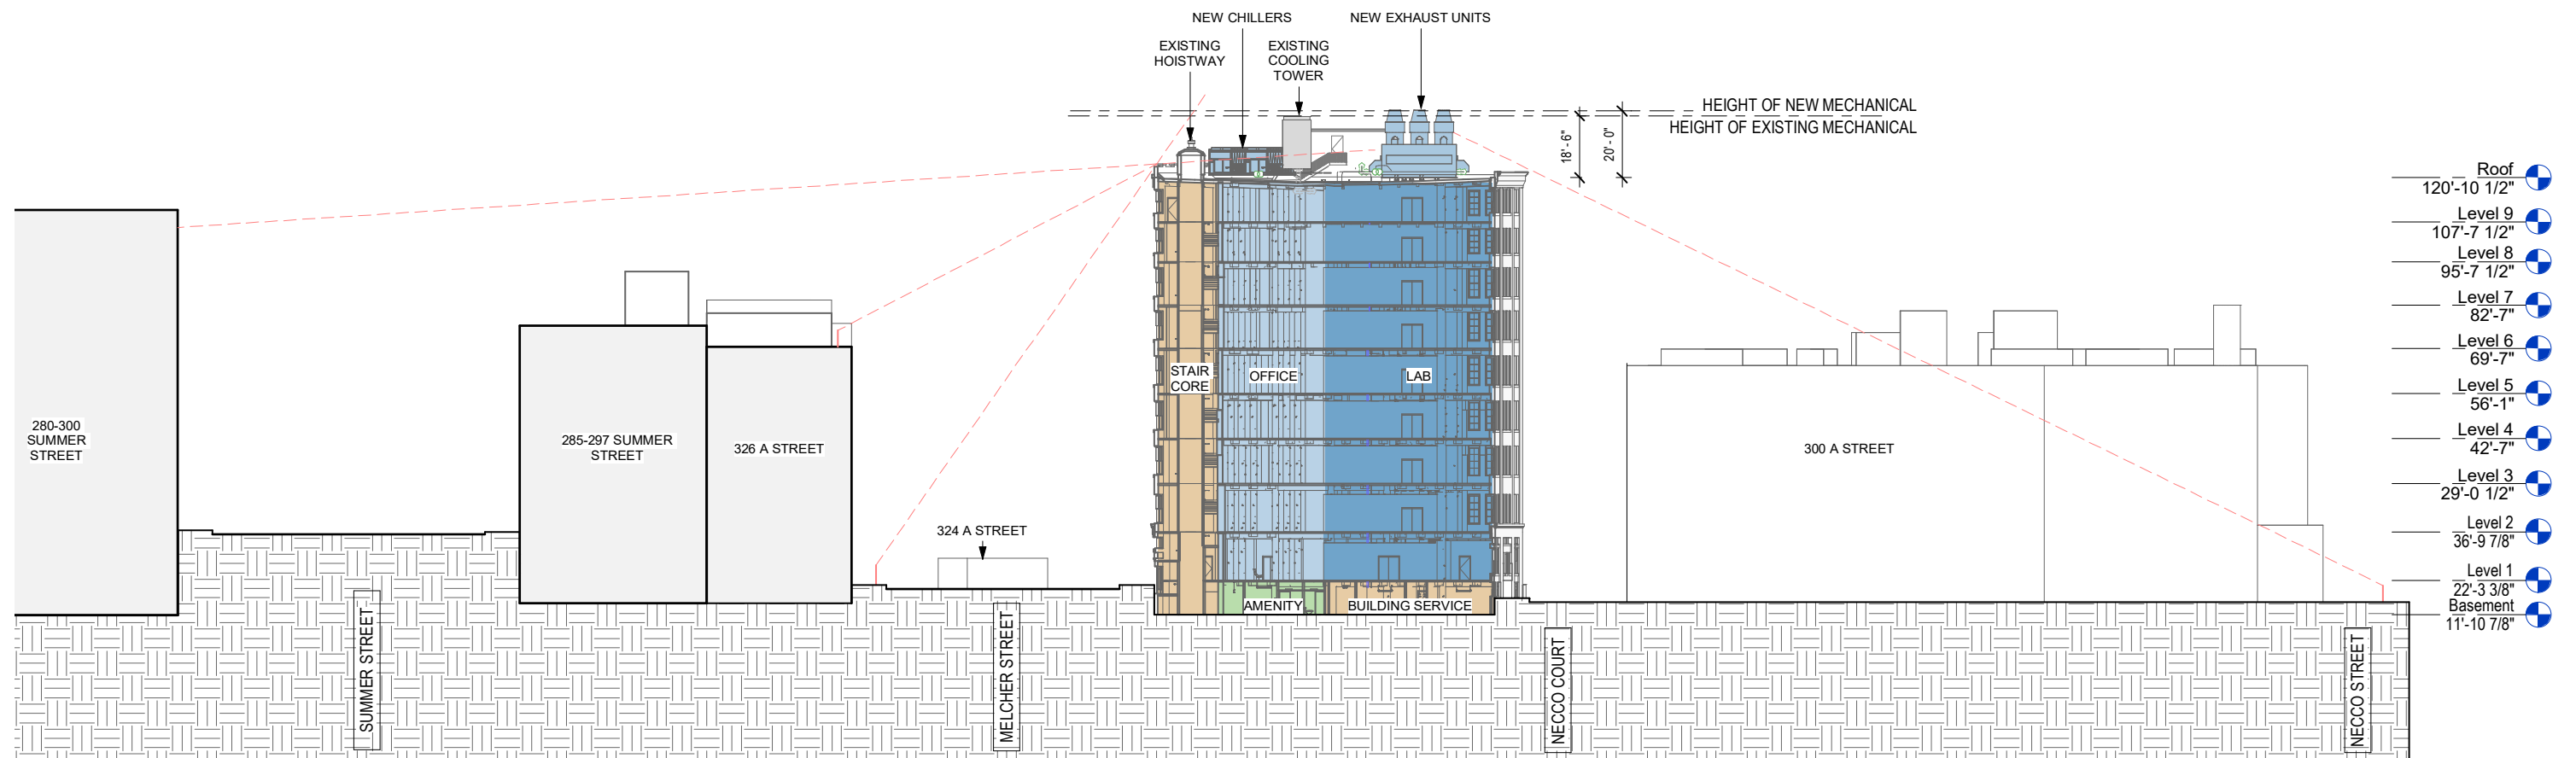 NEW CHILLERS
NEW EXHAUST UNITS
EXISTING
HOISTWAY
EXISTING
COOLING
TOWER
HEIGHT OF NEW MECHANICAL
HEIGHT OF EXISTING MECHANICAL
18' - 6"
20' - 0"
Roof
120'-10 1/2"
Level 9
107'-7 1/2"
Level 8
95'-7 1/2"
Level 7
82'-7"
Level 6
69'-7"
Level 5
56'-1"
Level 4
42'-7"
Level 3
29'-0 1/2"
Level 2
36'-9 7/8"
Level 1
22'-3 3/8"
Basement
11'-10 7/8"
280-300
SUMMER
STREET
285-297 SUMMER
STREET
326 A STREET
324 A STREET
STAIR
CORE
OFFICE
LAB
300 A STREET
AMENITY
BUILDING SERVICE
SUMMER STREET
MELCHER STREET
NECCO COURT
NECCO STREET